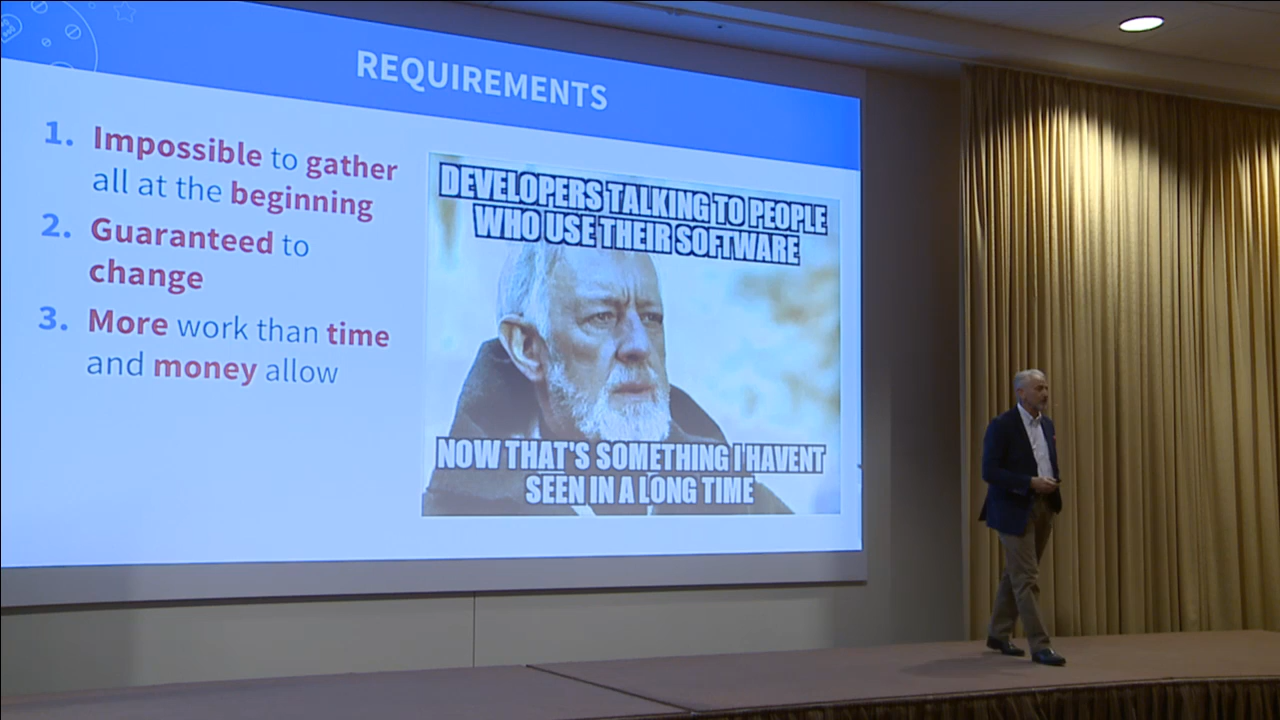 REQUIREMENTS
1. Impossible to gather
all at the beginning
2. Guaranteed to
change
3. More work than time
and money allow
DEVELOPERS TALKING TO PEOPLE
WHO USE THEIR SOFTWARE
NOW THAT'S SOMETHING I HAVENT
SEEN IN A LONG TIME